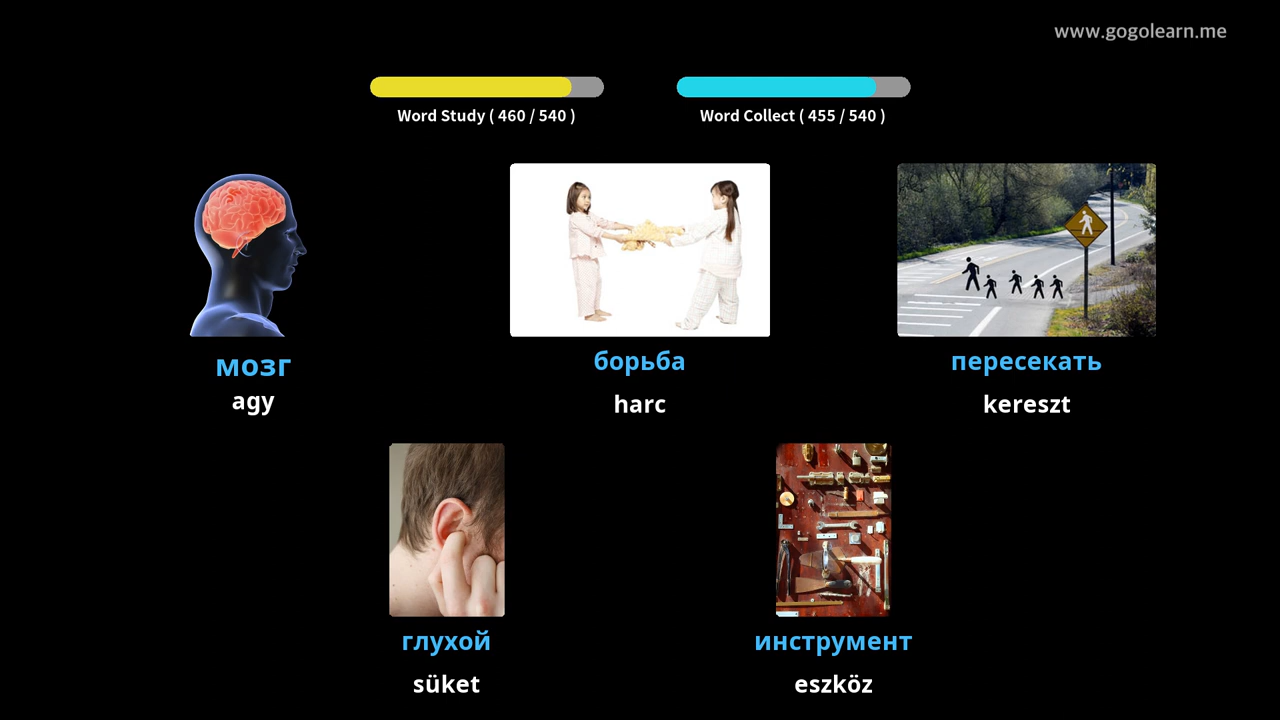 www.gogolearn.me
Word Study ( 460 / 540 )
Word Collect ( 455 / 540 )
мозг
agy
борьба
harc
пересекать
kereszt
глухой
süket
инструмент
eszköz